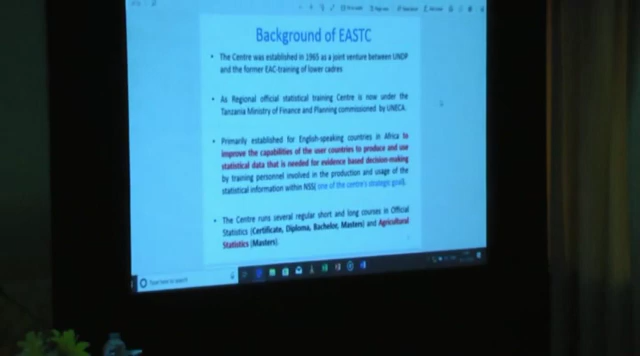 Background of EASTC
• The Centre was established in 1965 as a joint venture between UNDP
and the former EAC-training of lower cadres
• As Regional official statistical training Centre is now under the
Tanzania Ministry of Finance and Planning commissioned by UNECA.
• Primarily established for English-speaking countries in Africa to
improve the capabilities of the user countries to produce and use
statistical data that is needed for evidence based decision-making
by training personnel involved in the production and usage of the
statistical information within NSS( one of the centre's strategic goal).
• The Centre runs several regular short and long courses in Official
Statistics (Certificate, Diploma, Bachelor, Masters) and Agricultural
Statistics (Masters).
Type here to search